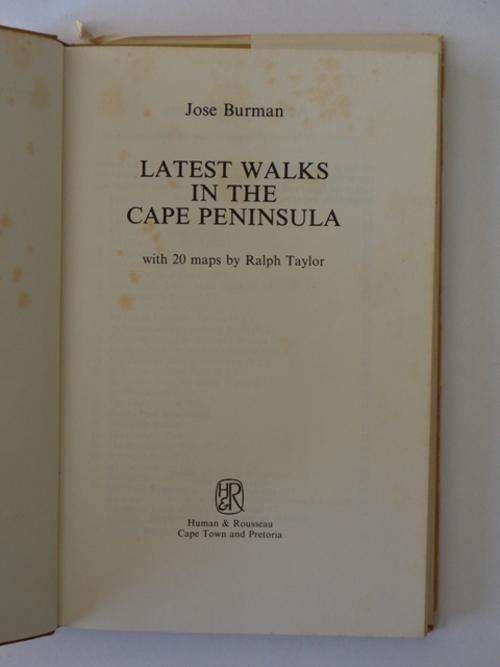 Jose Burman
LATEST WALKS
IN THE
CAPE PENINSULA
with 20 maps by Ralph Taylor
H&R
Human & Rousseau
Cape Town and Pretoria